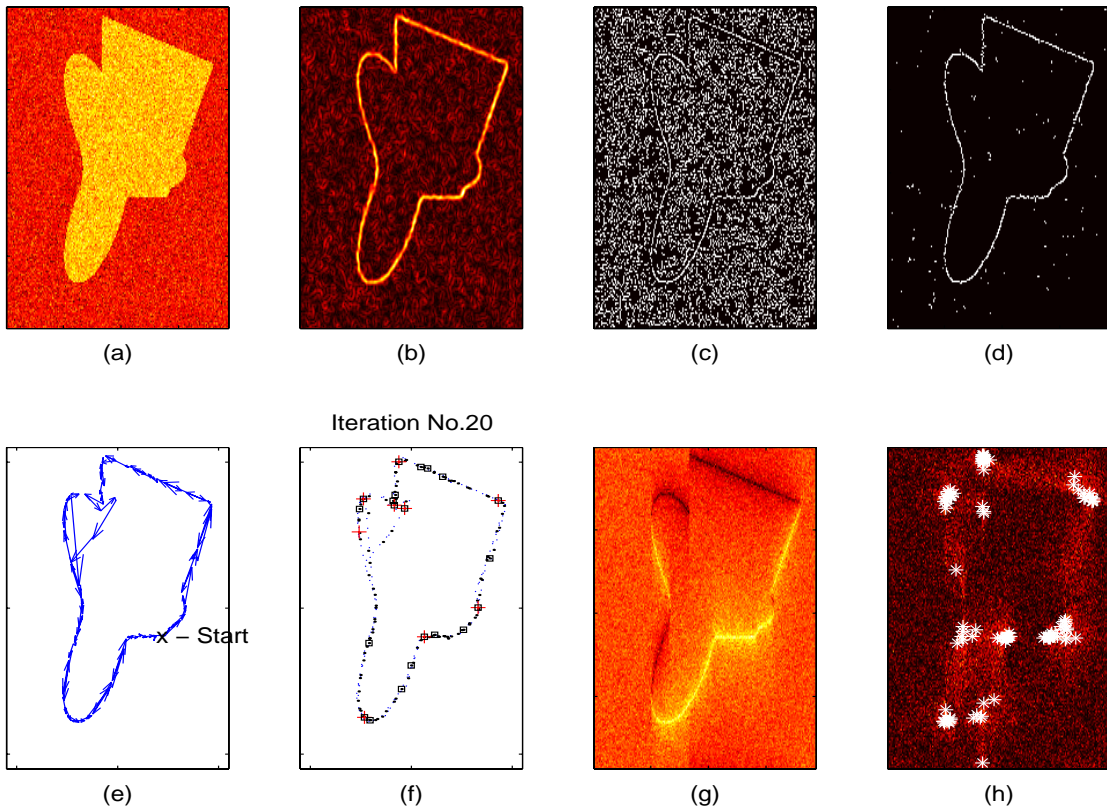 (a)
(b)
(c)
(d)
Iteration No.20
x – Start
(e)
(f)
(g)
(h)